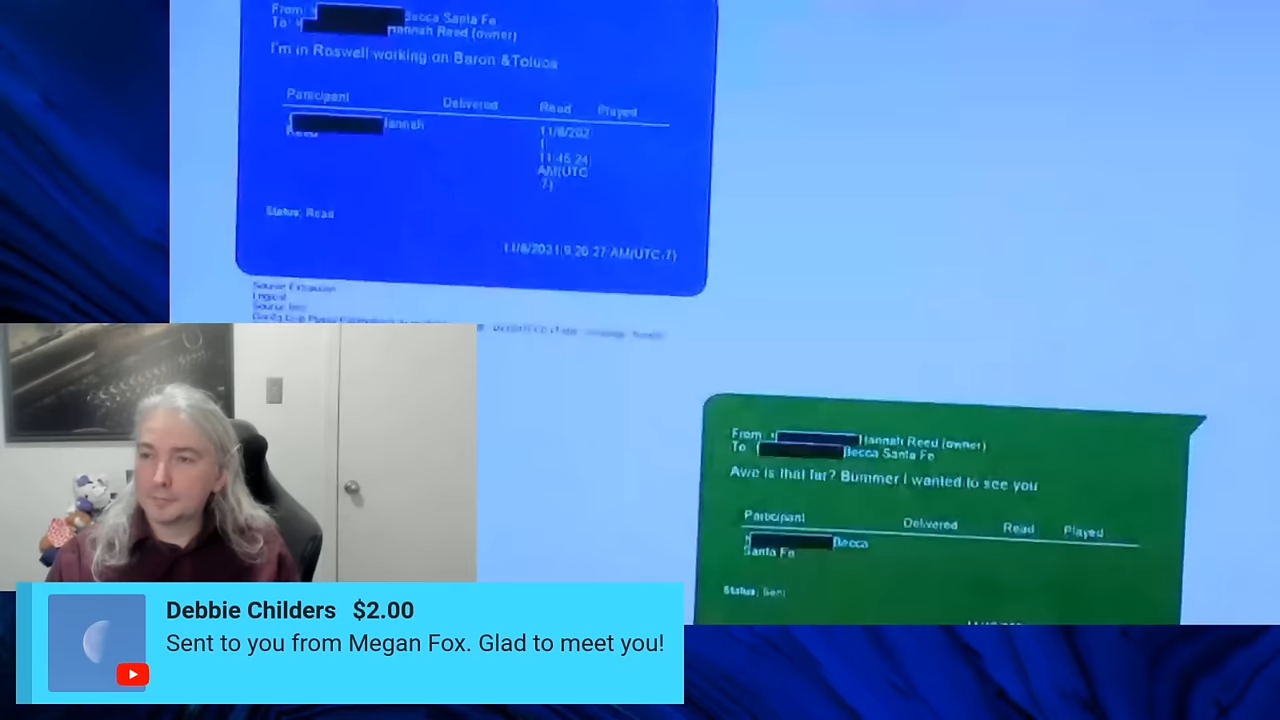 From:
Becca Santa Fe
To:
Hannah Reed (owner)
I'm in Roswell working on Baron &Toluca
Participant Delivered Read Played
Hannah
Reed
11/8/202
1
11:45:24
AM(UTC
-7)
Status: Read
11/8/2021 9:26:27 AM(UTC-7)
Source Extraction
Logical
Source Info
From:
Hannah Reed (owner)
To:
Becca Santa Fe
Awe is that far? Bummer I wanted to see you
Participant Delivered Read Played
Becca
Santa Fe
Status: Sent
Debbie Childers $2.00
Sent to you from Megan Fox. Glad to meet you!